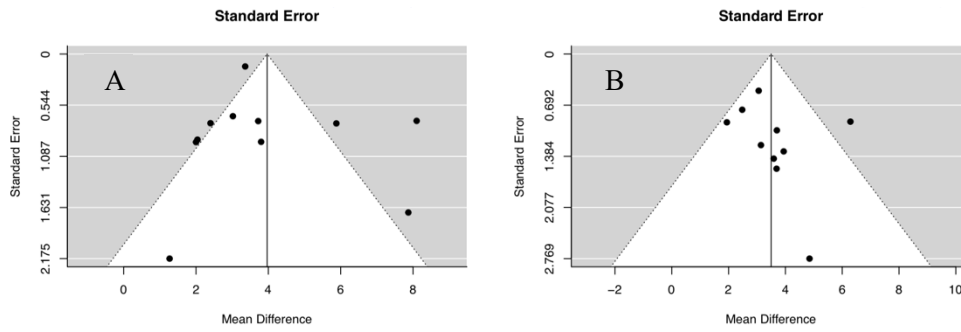 Standard Error
A
Standard Error
0
0.544
1.087
1.631
2.175
0 2 4 6 8
Mean Difference
Standard Error
B
Standard Error
0
0.692
1.384
2.077
2.769
−2 0 2 4 6 8 10
Mean Difference